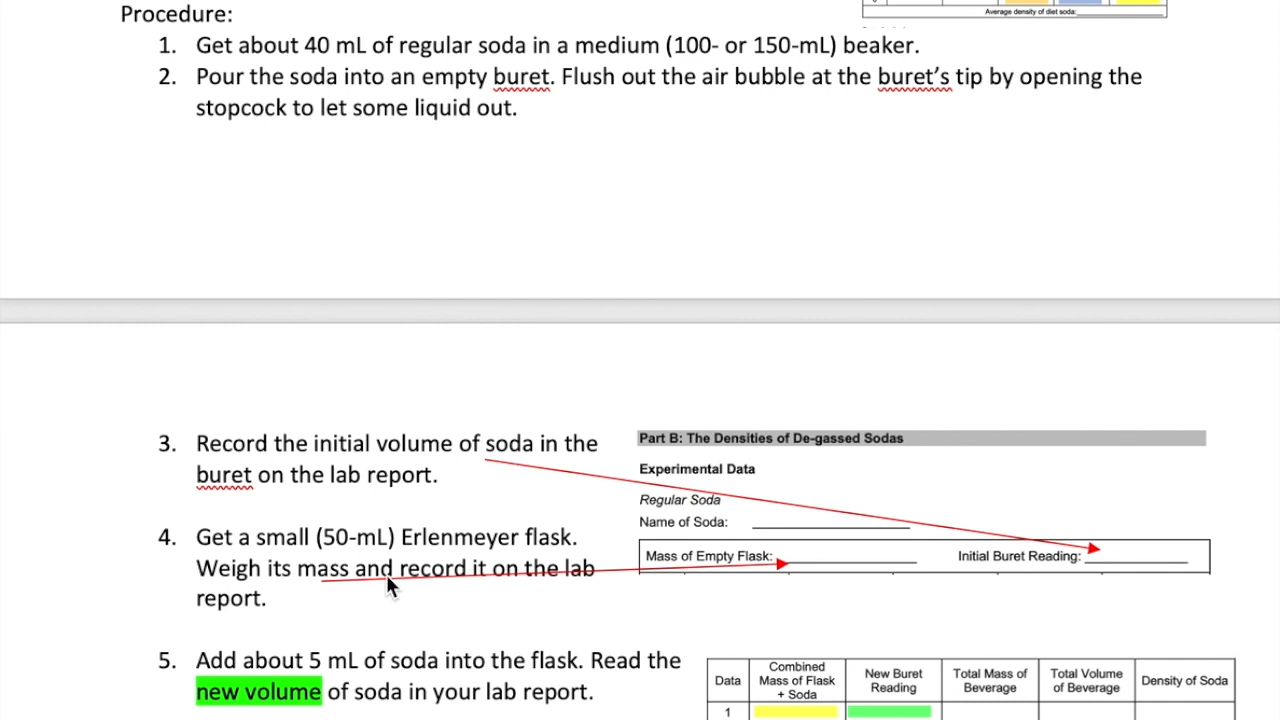 Procedure:
Average density of diet soda:
1. Get about 40 mL of regular soda in a medium (100- or 150-mL) beaker.
2. Pour the soda into an empty buret. Flush out the air bubble at the buret’s tip by opening the
stopcock to let some liquid out.
3. Record the initial volume of soda in the
buret on the lab report.
4. Get a small (50-mL) Erlenmeyer flask.
Weigh its mass and record it on the lab
report.
Part B: The Densities of De-gassed Sodas
Experimental Data
Regular Soda
Name of Soda:
Mass of Empty Flask: Initial Buret Reading:
5. Add about 5 mL of soda into the flask. Read the
new volume of soda in your lab report.
Data
Combined
Mass of Flask
+ Soda
New Buret
Reading
Total Mass of
Beverage
Total Volume
of Beverage
Density of Soda
1